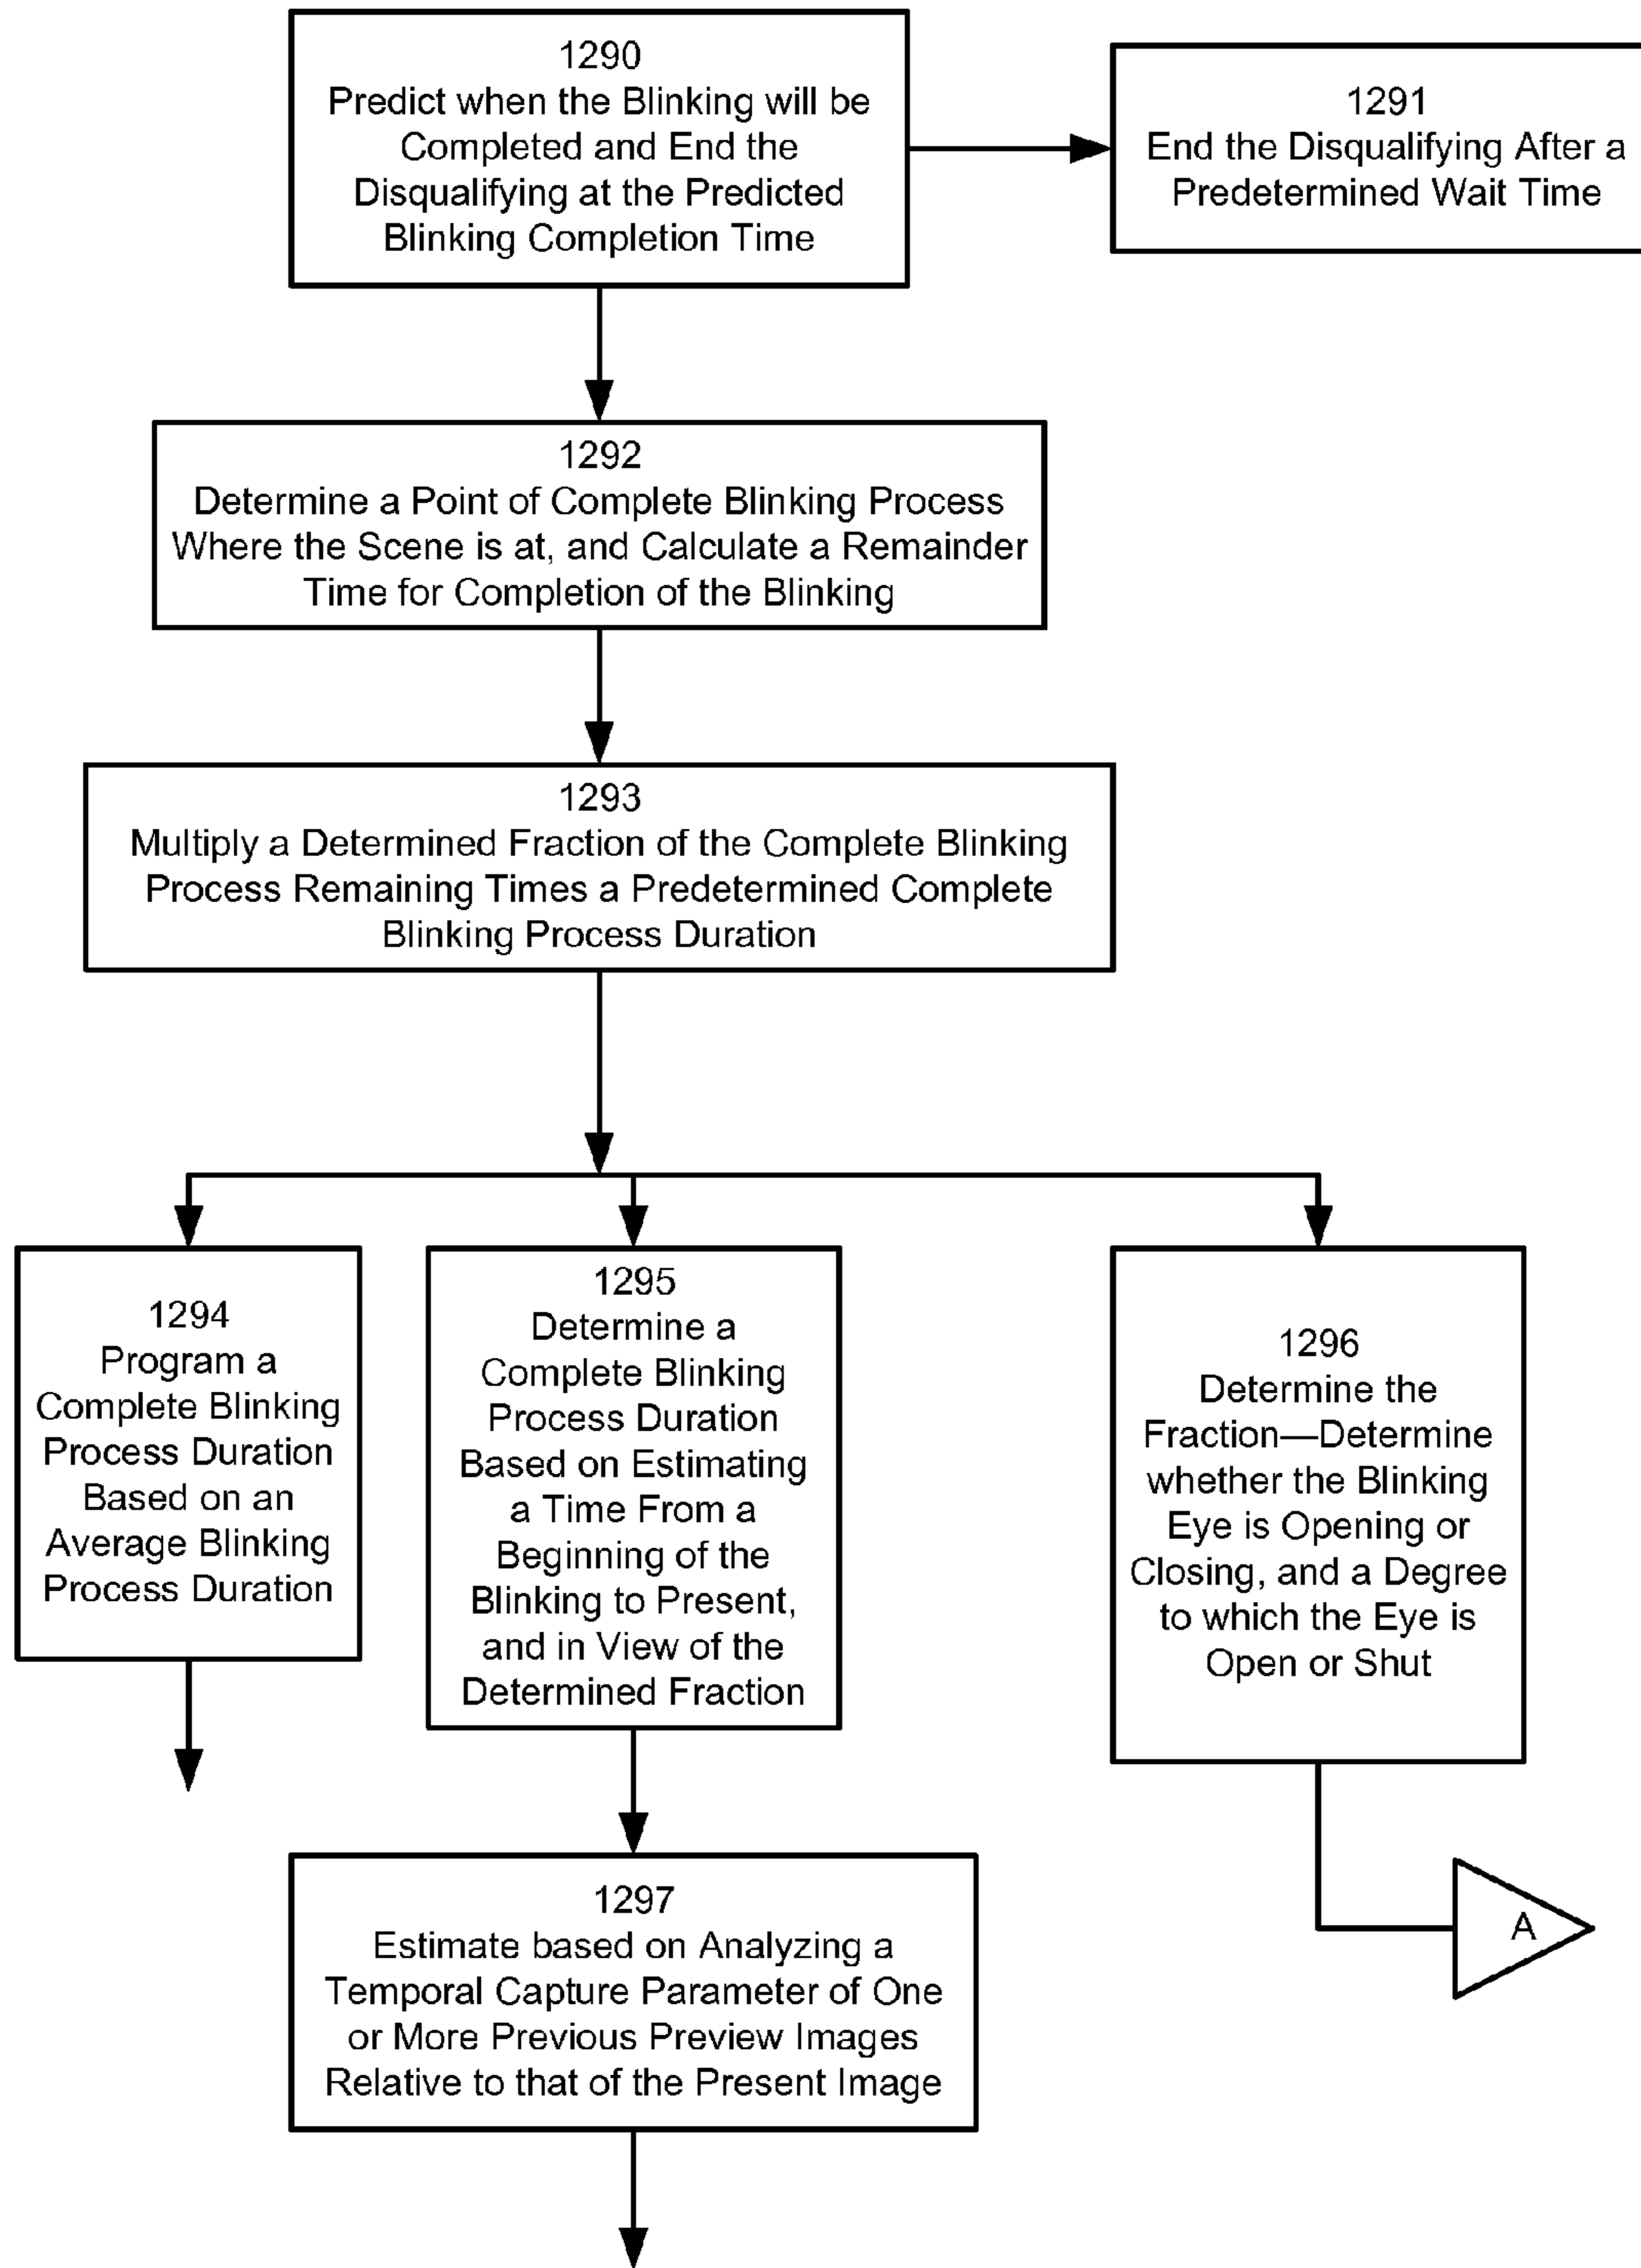 1290
Predict when the Blinking will be
Completed and End the
Disqualifying at the Predicted
Blinking Completion Time
1291
End the Disqualifying After a
Predetermined Wait Time
1292
Determine a Point of Complete Blinking Process
Where the Scene is at, and Calculate a Remainder
Time for Completion of the Blinking
1293
Multiply a Determined Fraction of the Complete Blinking
Process Remaining Times a Predetermined Complete
Blinking Process Duration
1294
Program a
Complete Blinking
Process Duration
Based on an
Average Blinking
Process Duration
1295
Determine a
Complete Blinking
Process Duration
Based on Estimating
a Time From a
Beginning of the
Blinking to Present,
and in View of the
Determined Fraction
1296
Determine the
Fraction—Determine
whether the Blinking
Eye is Opening or
Closing, and a Degree
to which the Eye is
Open or Shut
1297
Estimate based on Analyzing a
Temporal Capture Parameter of One
or More Previous Preview Images
Relative to that of the Present Image
A